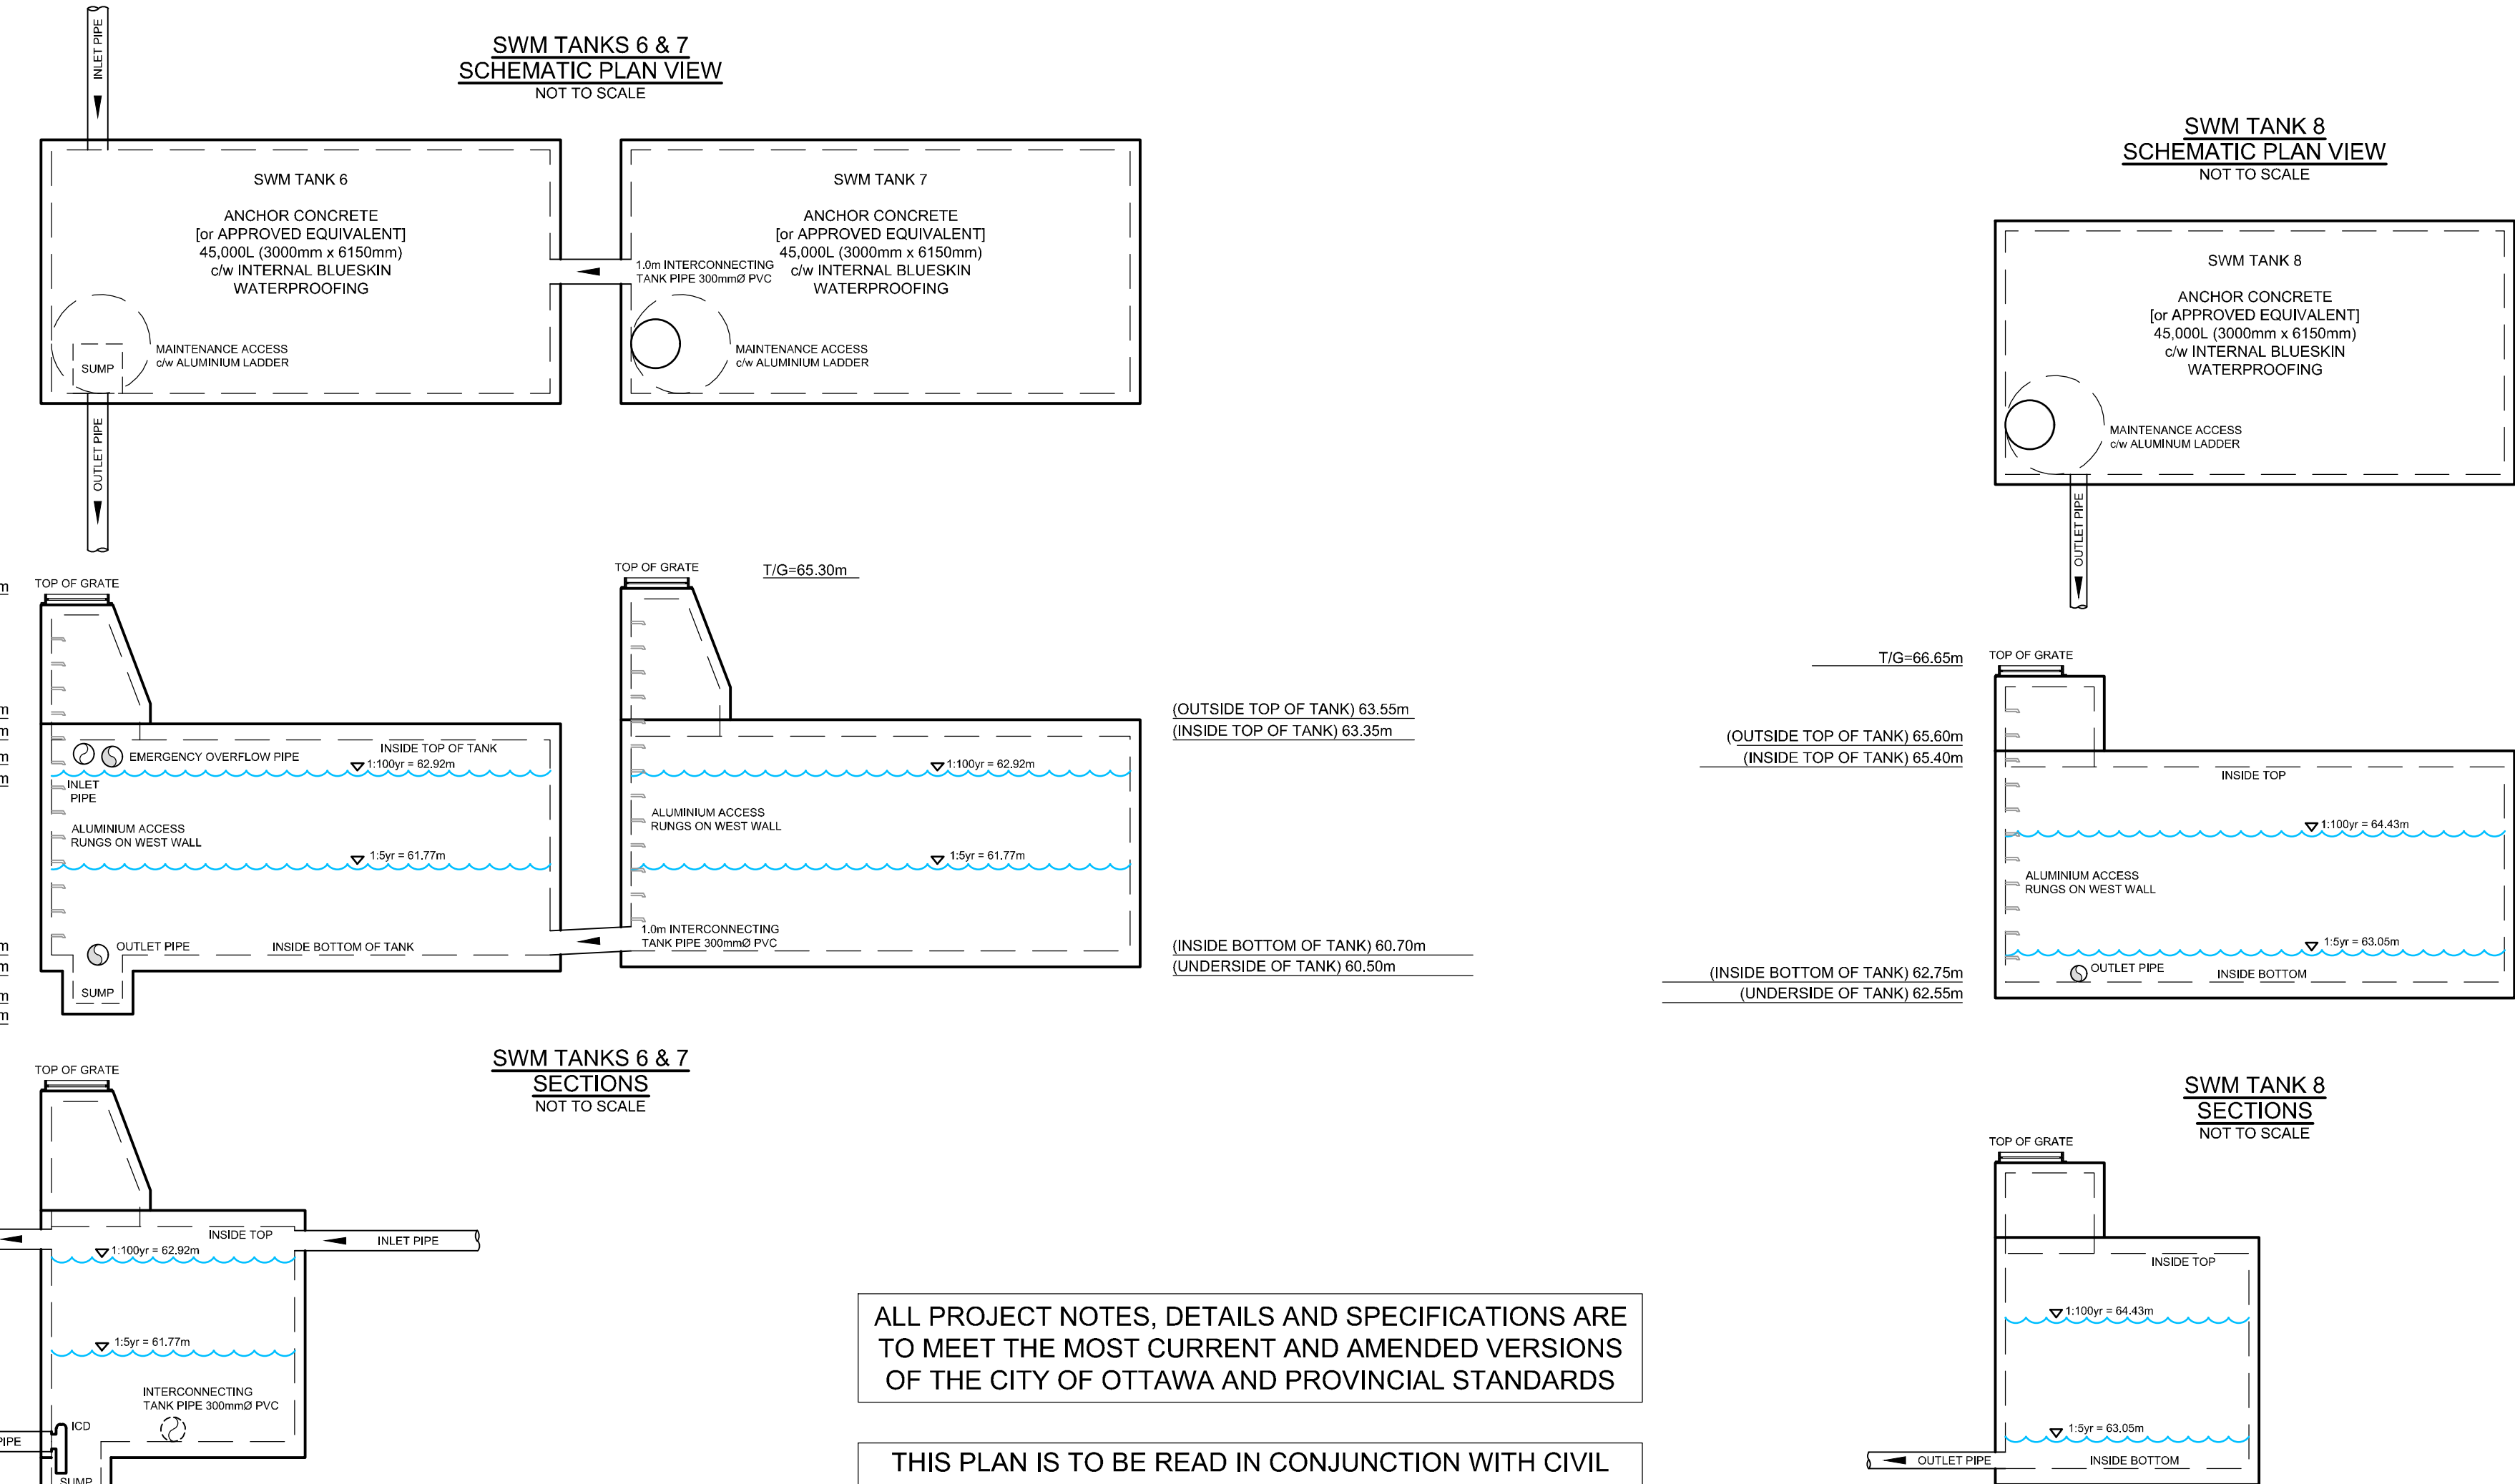 INLET PIPE
SWM TANKS 6 & 7
SCHEMATIC PLAN VIEW
NOT TO SCALE
SWM TANK 6
ANCHOR CONCRETE
[or APPROVED EQUIVALENT]
45,000L (3000mm x 6150mm)
c/w INTERNAL BLUESKIN
WATERPROOFING
MAINTENANCE ACCESS
c/w ALUMINIUM LADDER
SUMP
OUTLET PIPE
1.0m INTERCONNECTING
TANK PIPE 300mmØ PVC
SWM TANK 7
ANCHOR CONCRETE
[or APPROVED EQUIVALENT]
45,000L (3000mm x 6150mm)
c/w INTERNAL BLUESKIN
WATERPROOFING
MAINTENANCE ACCESS
c/w ALUMINIUM LADDER
SWM TANK 8
SCHEMATIC PLAN VIEW
NOT TO SCALE
SWM TANK 8
ANCHOR CONCRETE
[or APPROVED EQUIVALENT]
45,000L (3000mm x 6150mm)
c/w INTERNAL BLUESKIN
WATERPROOFING
MAINTENANCE ACCESS
c/w ALUMINUM LADDER
OUTLET PIPE
m
m
m
m
m
m
m
m
m
TOP OF GRATE
EMERGENCY OVERFLOW PIPE
INSIDE TOP OF TANK
1:100yr = 62.92m
INLET
PIPE
ALUMINIUM ACCESS
RUNGS ON WEST WALL
1:5yr = 61.77m
OUTLET PIPE
INSIDE BOTTOM OF TANK
SUMP
TOP OF GRATE
T/G=65.30m
1:100yr = 62.92m
ALUMINIUM ACCESS
RUNGS ON WEST WALL
1:5yr = 61.77m
1.0m INTERCONNECTING
TANK PIPE 300mmØ PVC
(OUTSIDE TOP OF TANK) 63.55m
(INSIDE TOP OF TANK) 63.35m
(INSIDE BOTTOM OF TANK) 60.70m
(UNDERSIDE OF TANK) 60.50m
T/G=66.65m
TOP OF GRATE
(OUTSIDE TOP OF TANK) 65.60m
(INSIDE TOP OF TANK) 65.40m
INSIDE TOP
1:100yr = 64.43m
ALUMINIUM ACCESS
RUNGS ON WEST WALL
1:5yr = 63.05m
OUTLET PIPE
INSIDE BOTTOM
(INSIDE BOTTOM OF TANK) 62.75m
(UNDERSIDE OF TANK) 62.55m
SWM TANKS 6 & 7
SECTIONS
NOT TO SCALE
TOP OF GRATE
INSIDE TOP
1:100yr = 62.92m
INLET PIPE
1:5yr = 61.77m
INTERCONNECTING
TANK PIPE 300mmØ PVC
ICD
PIPE
SUMP
SWM TANK 8
SECTIONS
NOT TO SCALE
TOP OF GRATE
INSIDE TOP
1:100yr = 64.43m
1:5yr = 63.05m
OUTLET PIPE
INSIDE BOTTOM
ALL PROJECT NOTES, DETAILS AND SPECIFICATIONS ARE
TO MEET THE MOST CURRENT AND AMENDED VERSIONS
OF THE CITY OF OTTAWA AND PROVINCIAL STANDARDS
THIS PLAN IS TO BE READ IN CONJUNCTION WITH CIVIL